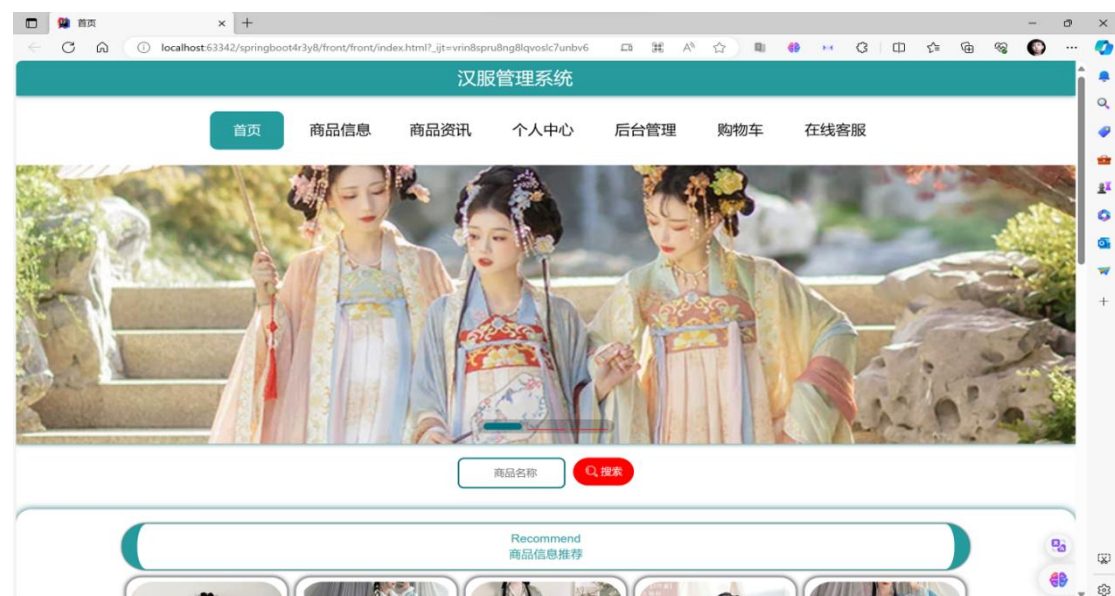 首页
localhost:63342/springboot4r3y8/front/front/index.html?_ijt=vrin8spru8ng8lqvoslc7unbv6
汉服管理系统
首页 商品信息 商品资讯 个人中心 后台管理 购物车 在线客服
商品名称 搜索
Recommend
商品信息推荐